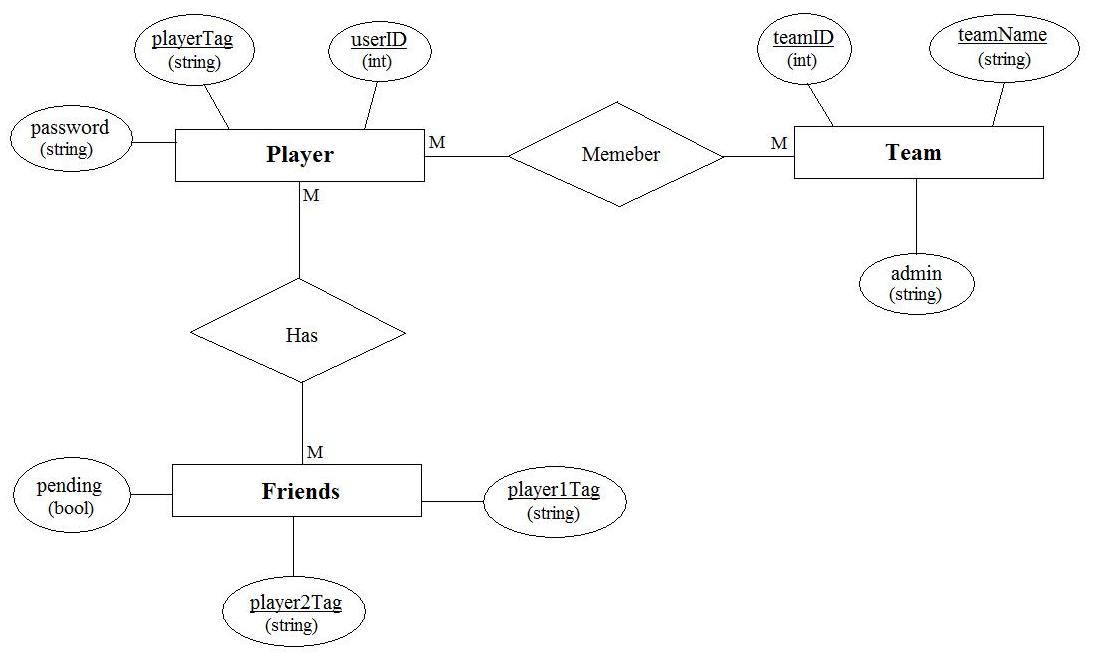 playerTag
(string)
userID
(int)
teamID
(int)
teamName
(string)
password
(string)
Player
M
Memeber
M
Team
M
admin
(string)
Has
M
pending
(bool)
Friends
player1Tag
(string)
player2Tag
(string)